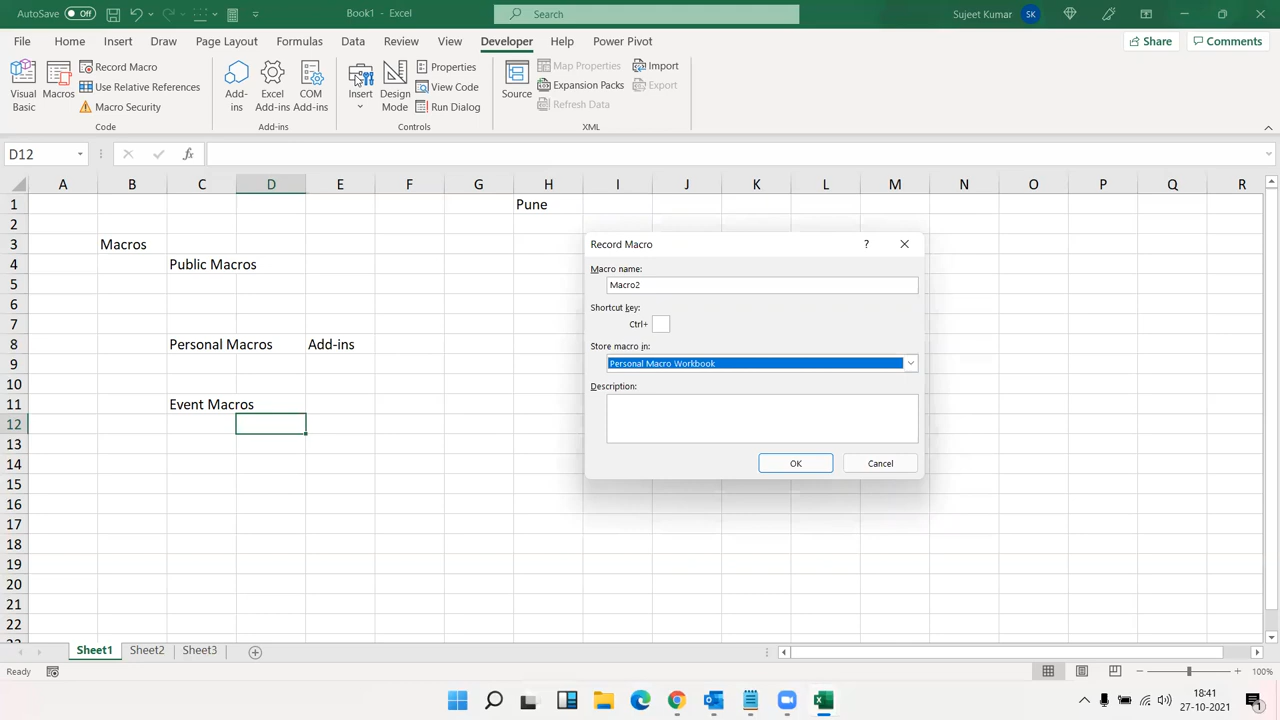 AutoSave Off
Book1 - Excel
Search
Sujeet Kumar SK
File Home Insert Draw Page Layout Formulas Data Review View Developer Help Power Pivot
Share Comments
Visual Basic
Macros
Record Macro
Use Relative References
Macro Security
Code
Add-ins
Excel Add-ins
COM Add-ins
Add-ins
Insert
Design Mode
Properties
View Code
Run Dialog
Controls
Source
Map Properties
Expansion Packs
Refresh Data
Import
Export
XML
D12 fx
A B C D E F G H I J K L M N O P Q R
1 Pune
2
3 Macros
4 Public Macros
5
6
7
8 Personal Macros Add-ins
9
10
11 Event Macros
12
13
14
15
16
17
18
19
20
21
22
Record Macro ?
Macro name:
Macro2
Shortcut key:
Ctrl+
Store macro in:
Personal Macro Workbook
Description:
OK Cancel
Sheet1 Sheet2 Sheet3
Ready 100%
18:41
27-10-2021
1